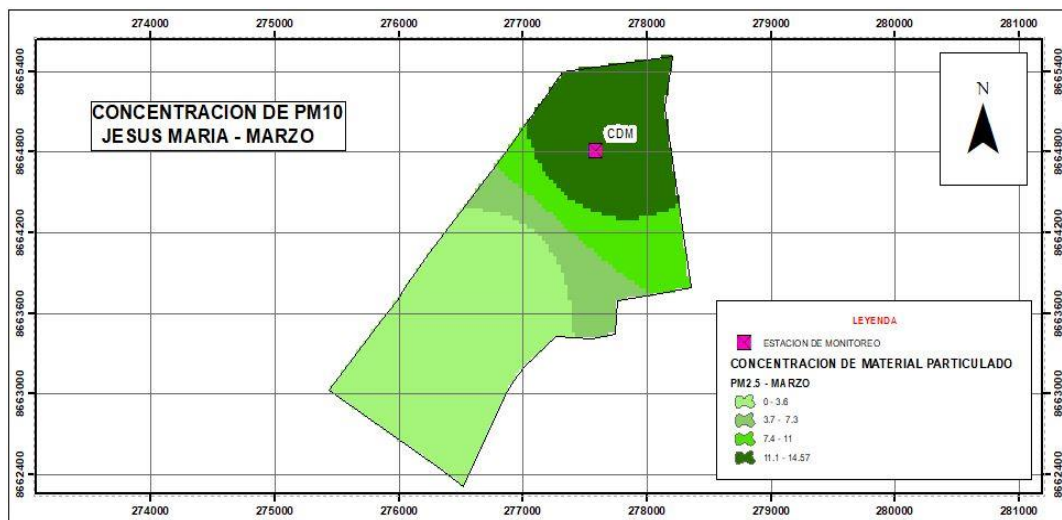 274000 275000 276000 277000 278000 279000 280000 281000
CONCENTRACION DE PM10
JESUS MARIA - MARZO
CDM
N
8665400 8665400
8664800 8664800
8664200 8664200
8663600 8663600
8663000 8663000
8662400 8662400
LEYENDA
ESTACION DE MONITOREO
CONCENTRACION DE MATERIAL PARTICULADO
PM2.5 - MARZO
0 - 3.6
3.7 - 7.3
7.4 - 11
11.1 - 14.57
274000 275000 276000 277000 278000 279000 280000 281000